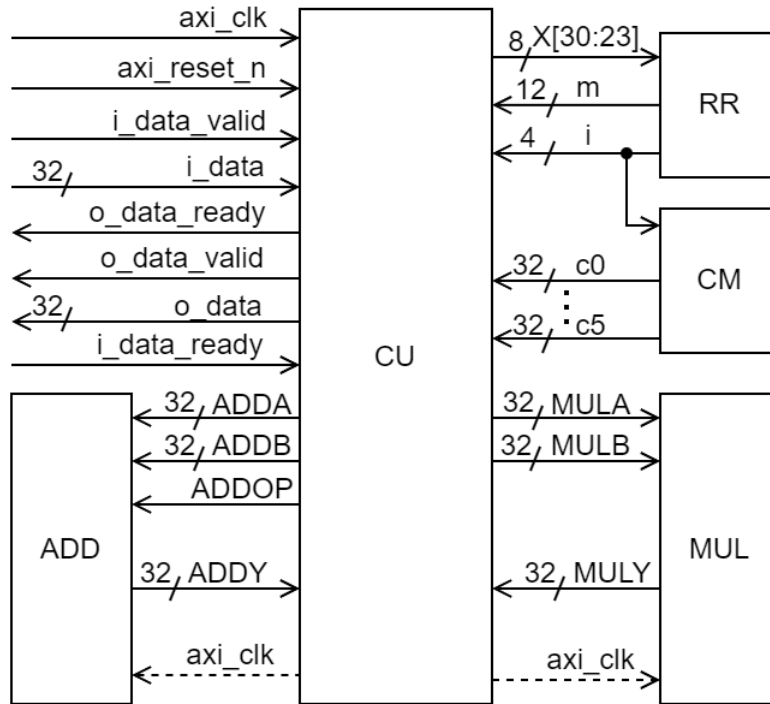 axi_clk
axi_reset_n
i_data_valid
32 i_data
o_data_ready
o_data_valid
32 o_data
i_data_ready
CU
8 X[30:23]
12 m
4 i
RR
32 c0
32 c5
CM
32 ADDA
32 ADDB
ADDOP
ADD
32 ADDY
axi_clk
32 MULA
32 MULB
MUL
32 MULY
axi_clk